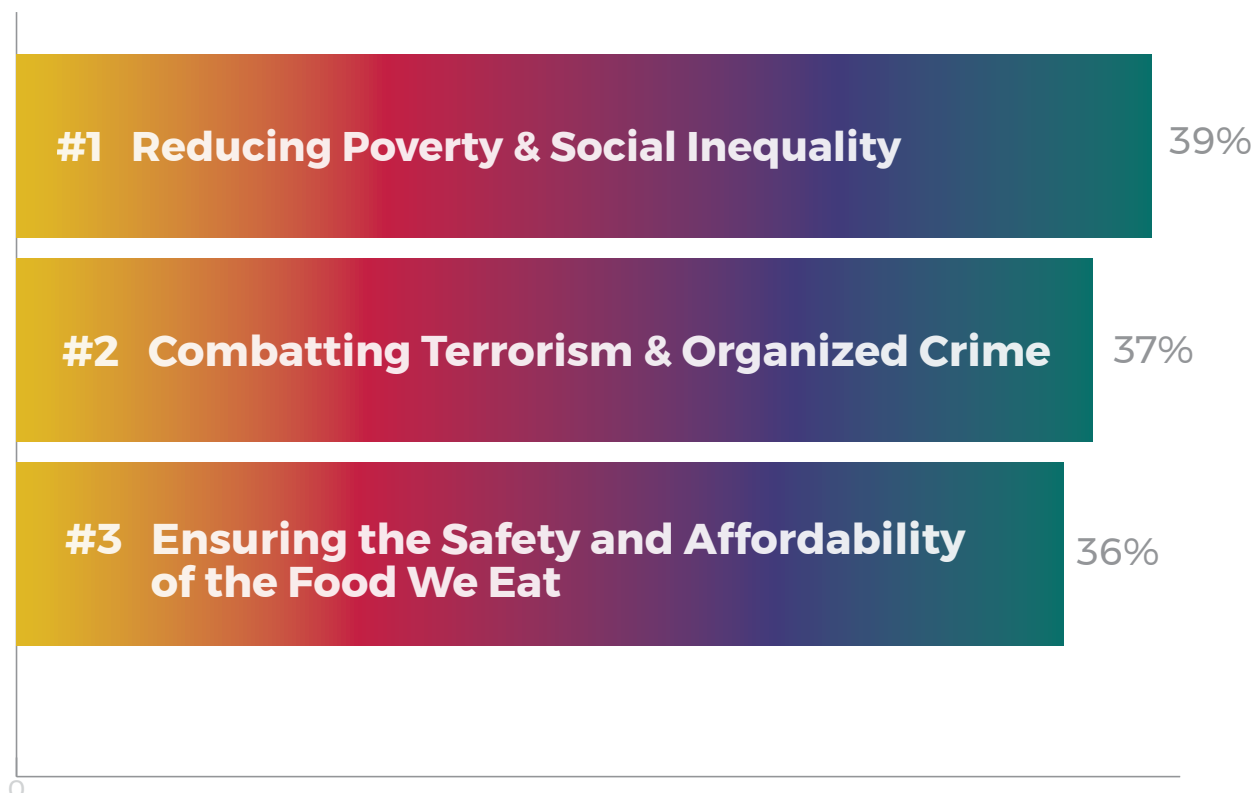 #1 Reducing Poverty & Social Inequality 39%
#2 Combatting Terrorism & Organized Crime 37%
#3 Ensuring the Safety and Affordability
of the Food We Eat
36%
0